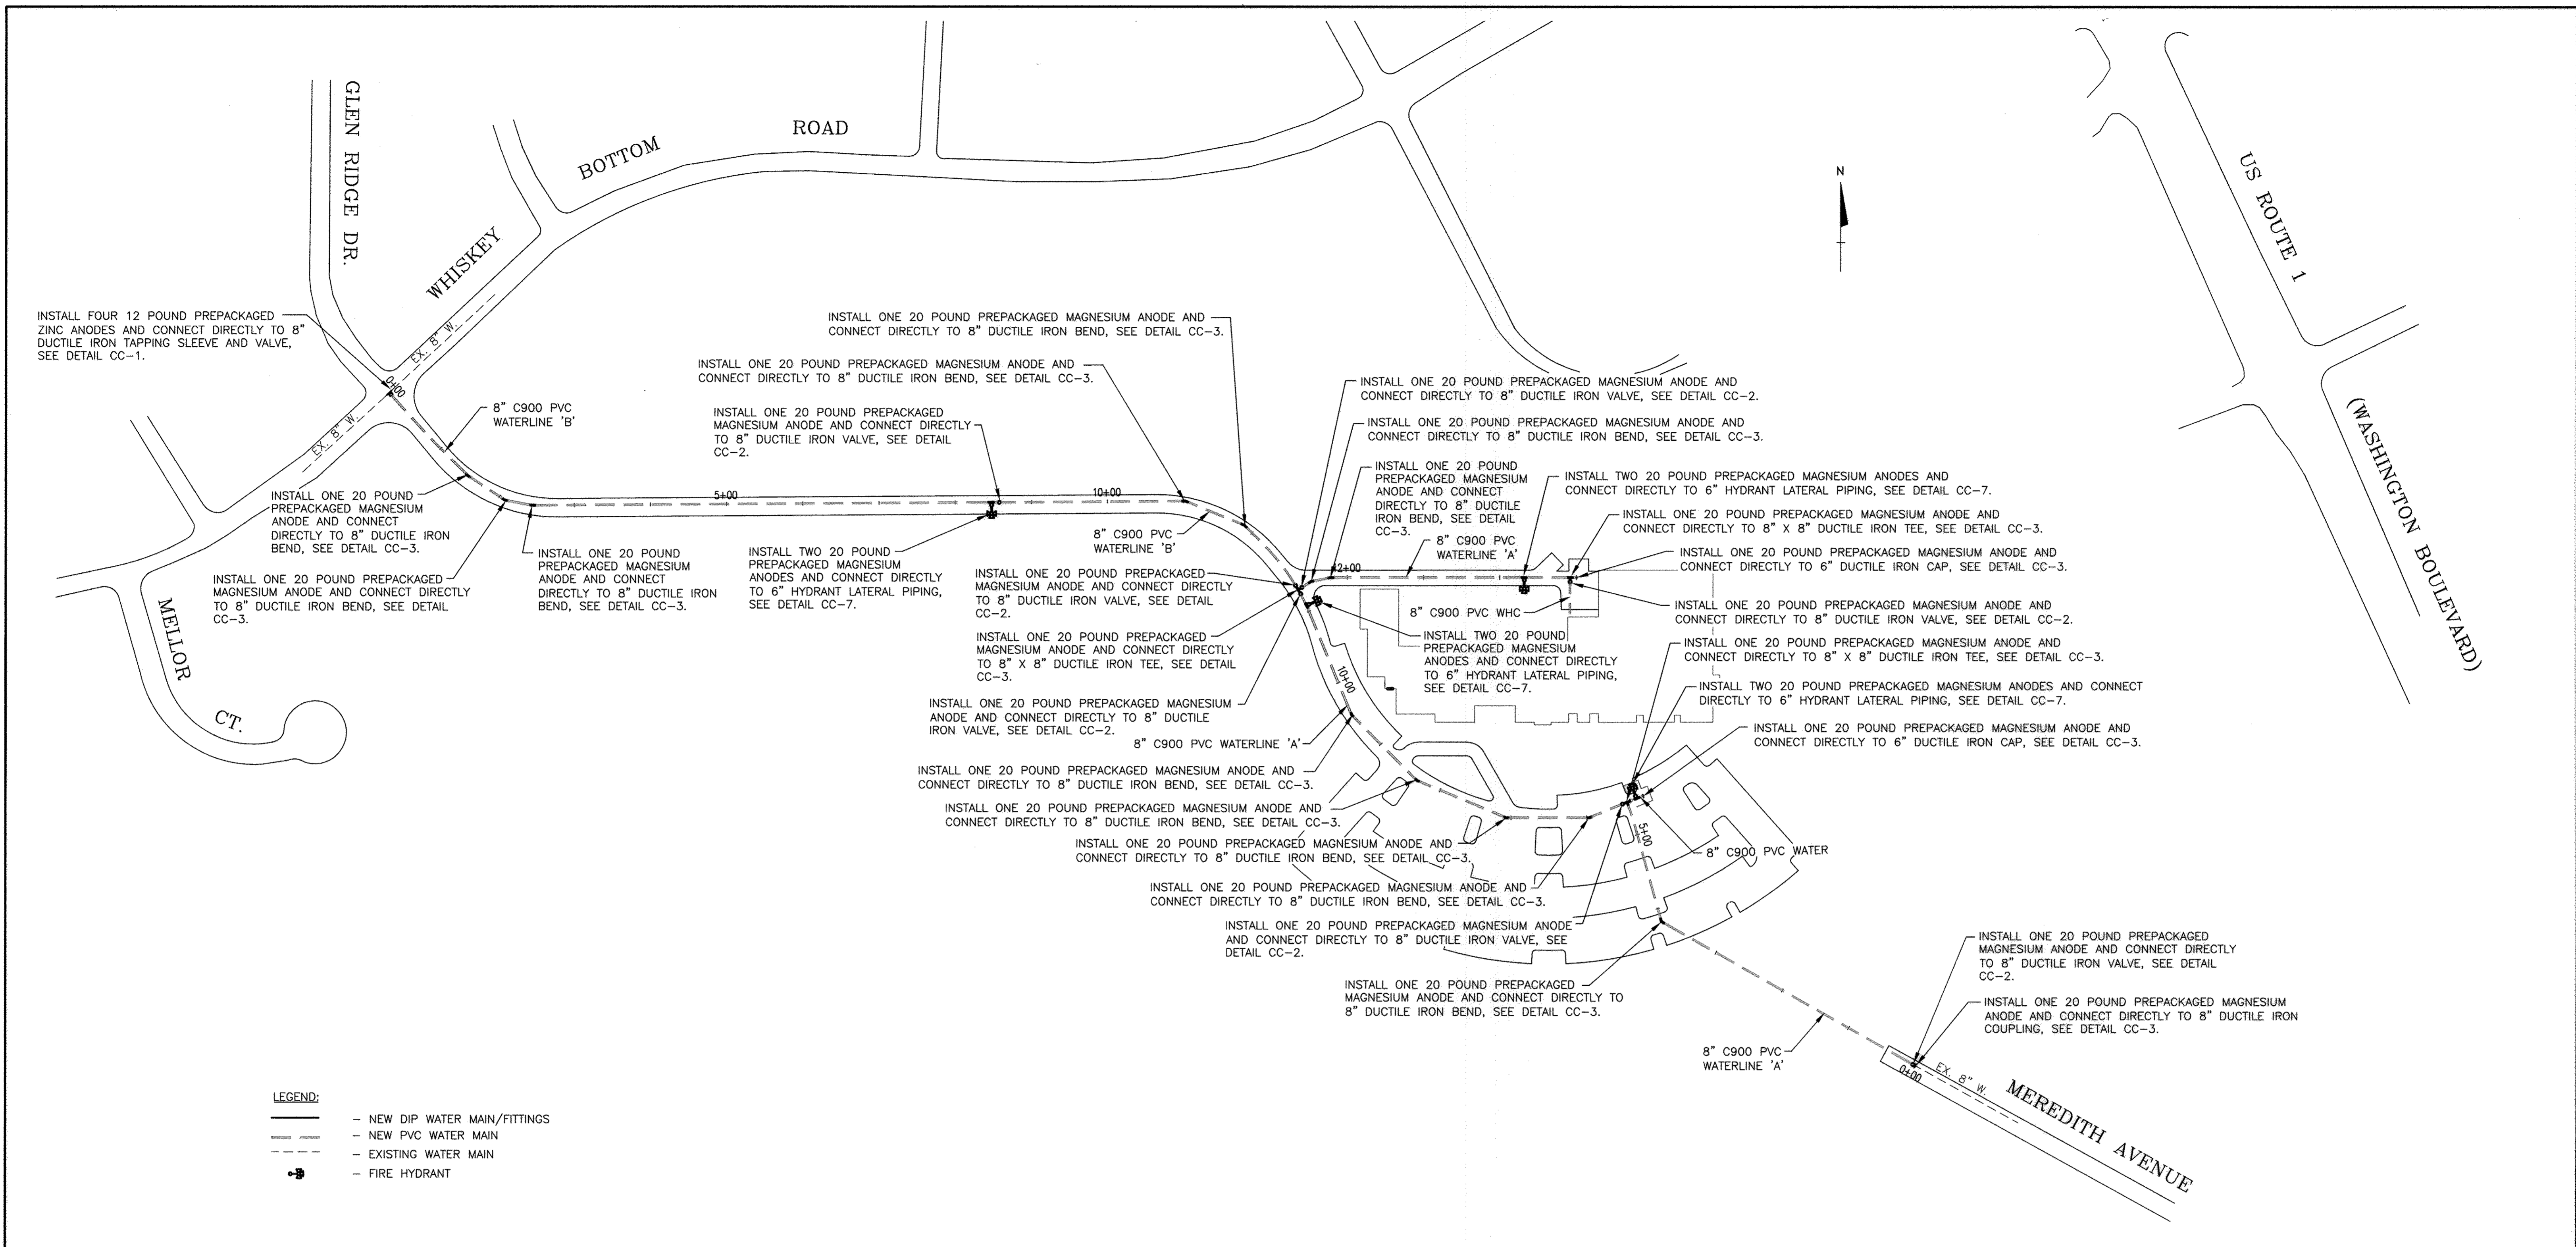 GLEN RIDGE DR.
WHISKEY
BOTTOM
ROAD
N
US ROUTE 1
(WASHINGTON BOULEVARD)
INSTALL FOUR 12 POUND PREPACKAGED
ZINC ANODES AND CONNECT DIRECTLY TO 8"
DUCTILE IRON TAPPING SLEEVE AND VALVE,
SEE DETAIL CC-1.
EX. 8" W.
0+00
EX. 8" W.
8" C900 PVC
WATERLINE 'B'
INSTALL ONE 20 POUND PREPACKAGED MAGNESIUM ANODE AND
CONNECT DIRECTLY TO 8" DUCTILE IRON BEND, SEE DETAIL CC-3.
INSTALL ONE 20 POUND PREPACKAGED MAGNESIUM ANODE AND
CONNECT DIRECTLY TO 8" DUCTILE IRON BEND, SEE DETAIL CC-3.
INSTALL ONE 20 POUND PREPACKAGED
MAGNESIUM ANODE AND CONNECT DIRECTLY
TO 8" DUCTILE IRON VALVE, SEE DETAIL
CC-2.
INSTALL ONE 20 POUND PREPACKAGED MAGNESIUM ANODE AND
CONNECT DIRECTLY TO 8" DUCTILE IRON VALVE, SEE DETAIL CC-2.
INSTALL ONE 20 POUND PREPACKAGED MAGNESIUM ANODE AND
CONNECT DIRECTLY TO 8" DUCTILE IRON BEND, SEE DETAIL CC-3.
INSTALL ONE 20 POUND
PREPACKAGED MAGNESIUM
ANODE AND CONNECT
DIRECTLY TO 8" DUCTILE
IRON BEND, SEE DETAIL
CC-3.
INSTALL TWO 20 POUND PREPACKAGED MAGNESIUM ANODES AND
CONNECT DIRECTLY TO 6" HYDRANT LATERAL PIPING, SEE DETAIL CC-7.
INSTALL ONE 20 POUND PREPACKAGED MAGNESIUM ANODE AND
CONNECT DIRECTLY TO 8" X 8" DUCTILE IRON TEE, SEE DETAIL CC-3.
INSTALL ONE 20 POUND PREPACKAGED MAGNESIUM ANODE AND
CONNECT DIRECTLY TO 6" DUCTILE IRON CAP, SEE DETAIL CC-3.
INSTALL ONE 20 POUND PREPACKAGED MAGNESIUM ANODE AND
CONNECT DIRECTLY TO 8" DUCTILE IRON VALVE, SEE DETAIL CC-2.
INSTALL ONE 20 POUND PREPACKAGED MAGNESIUM ANODE AND
CONNECT DIRECTLY TO 8" X 8" DUCTILE IRON TEE, SEE DETAIL CC-3.
INSTALL TWO 20 POUND PREPACKAGED MAGNESIUM ANODES AND CONNECT
DIRECTLY TO 6" HYDRANT LATERAL PIPING, SEE DETAIL CC-7.
INSTALL ONE 20 POUND PREPACKAGED MAGNESIUM ANODE AND
CONNECT DIRECTLY TO 6" DUCTILE IRON CAP, SEE DETAIL CC-3.
5+00
10+00
8" C900 PVC
WATERLINE 'B'
2+00
8" C900 PVC
WATERLINE 'A'
8" C900 PVC WHC
INSTALL TWO 20 POUND
PREPACKAGED MAGNESIUM
ANODES AND CONNECT DIRECTLY
TO 6" HYDRANT LATERAL PIPING,
SEE DETAIL CC-7.
INSTALL ONE 20 POUND
PREPACKAGED MAGNESIUM
ANODE AND CONNECT
DIRECTLY TO 8" DUCTILE IRON
BEND, SEE DETAIL CC-3.
INSTALL ONE 20 POUND PREPACKAGED
MAGNESIUM ANODE AND CONNECT DIRECTLY
TO 8" DUCTILE IRON BEND, SEE DETAIL
CC-3.
INSTALL ONE 20 POUND
PREPACKAGED MAGNESIUM
ANODE AND CONNECT
DIRECTLY TO 8" DUCTILE IRON
BEND, SEE DETAIL CC-3.
INSTALL TWO 20 POUND
PREPACKAGED MAGNESIUM
ANODES AND CONNECT DIRECTLY
TO 6" HYDRANT LATERAL PIPING,
SEE DETAIL CC-7.
INSTALL ONE 20 POUND PREPACKAGED
MAGNESIUM ANODE AND CONNECT DIRECTLY
TO 8" DUCTILE IRON VALVE, SEE DETAIL
CC-2.
INSTALL ONE 20 POUND PREPACKAGED
MAGNESIUM ANODE AND CONNECT DIRECTLY
TO 8" X 8" DUCTILE IRON TEE, SEE DETAIL
CC-3.
INSTALL ONE 20 POUND PREPACKAGED MAGNESIUM
ANODE AND CONNECT DIRECTLY TO 8" DUCTILE
IRON VALVE, SEE DETAIL CC-2.
10+00
8" C900 PVC WATERLINE 'A'
INSTALL ONE 20 POUND PREPACKAGED MAGNESIUM ANODE AND
CONNECT DIRECTLY TO 8" DUCTILE IRON BEND, SEE DETAIL CC-3.
INSTALL ONE 20 POUND PREPACKAGED MAGNESIUM ANODE AND
CONNECT DIRECTLY TO 8" DUCTILE IRON BEND, SEE DETAIL CC-3.
INSTALL ONE 20 POUND PREPACKAGED MAGNESIUM ANODE AND
CONNECT DIRECTLY TO 8" DUCTILE IRON BEND, SEE DETAIL CC-3.
INSTALL ONE 20 POUND PREPACKAGED MAGNESIUM ANODE AND
CONNECT DIRECTLY TO 8" DUCTILE IRON BEND, SEE DETAIL CC-3.
INSTALL ONE 20 POUND PREPACKAGED MAGNESIUM ANODE
AND CONNECT DIRECTLY TO 8" DUCTILE IRON VALVE, SEE
DETAIL CC-2.
INSTALL ONE 20 POUND PREPACKAGED
MAGNESIUM ANODE AND CONNECT DIRECTLY TO
8" DUCTILE IRON BEND, SEE DETAIL CC-3.
5+00
8" C900 PVC WATER
INSTALL ONE 20 POUND PREPACKAGED
MAGNESIUM ANODE AND CONNECT DIRECTLY
TO 8" DUCTILE IRON VALVE, SEE DETAIL
CC-2.
INSTALL ONE 20 POUND PREPACKAGED MAGNESIUM
ANODE AND CONNECT DIRECTLY TO 8" DUCTILE IRON
COUPLING, SEE DETAIL CC-3.
8" C900 PVC
WATERLINE 'A'
0+00
EX. 8" W.
MEREDITH AVENUE
MELLOR
CT.
LEGEND:
- NEW DIP WATER MAIN/FITTINGS
- NEW PVC WATER MAIN
- EXISTING WATER MAIN
- FIRE HYDRANT